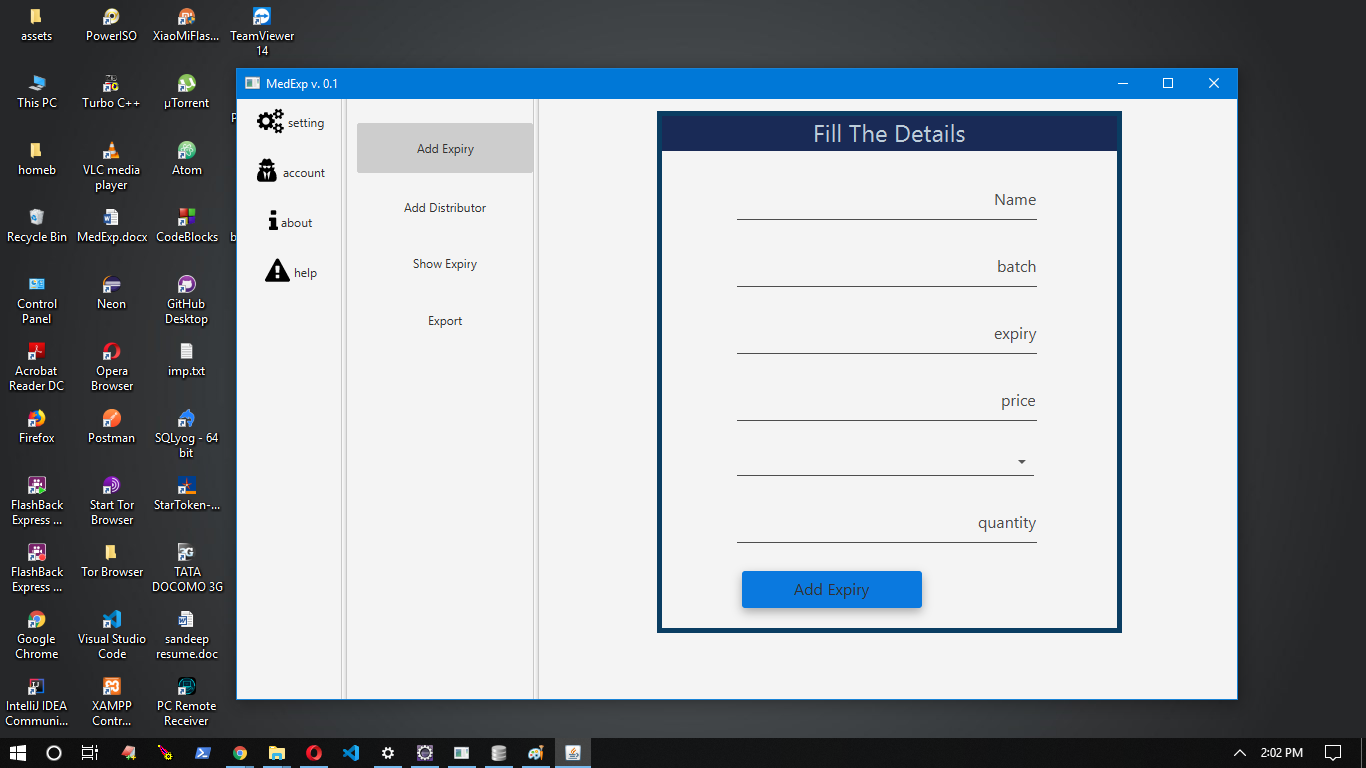 assets
PowerISO
XiaoMiFlas...
TeamViewer
14
This PC
Turbo C++
µTorrent
homeb
VLC media
player
Atom
Recycle Bin
MedExp.docx
CodeBlocks
Control
Panel
Neon
GitHub
Desktop
Acrobat
Reader DC
Opera
Browser
imp.txt
Firefox
Postman
SQLyog - 64
bit
FlashBack
Express ...
Start Tor
Browser
StarToken-...
FlashBack
Express ...
Tor Browser
TATA
DOCOMO 3G
Google
Chrome
Visual Studio
Code
sandeep
resume.doc
IntelliJ IDEA
Communi...
XAMPP
Contr...
PC Remote
Receiver
MedExp v. 0.1
setting
account
about
help
Add Expiry
Add Distributor
Show Expiry
Export
Fill The Details
Name
batch
expiry
price
quantity
Add Expiry
2:02 PM